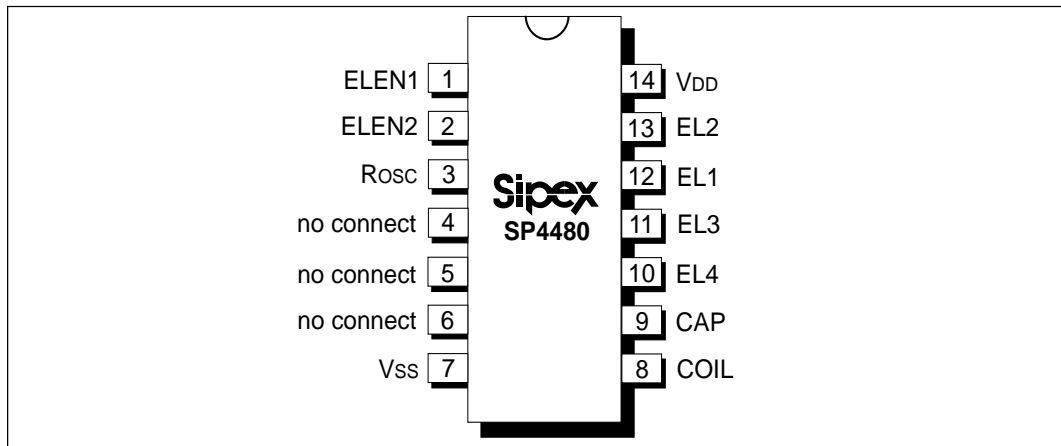 ELEN1 1
ELEN2 2
ROSC 3
no connect 4
no connect 5
no connect 6
VSS 7
Sipex
SP4480
14 VDD
13 EL2
12 EL1
11 EL3
10 EL4
9 CAP
8 COIL